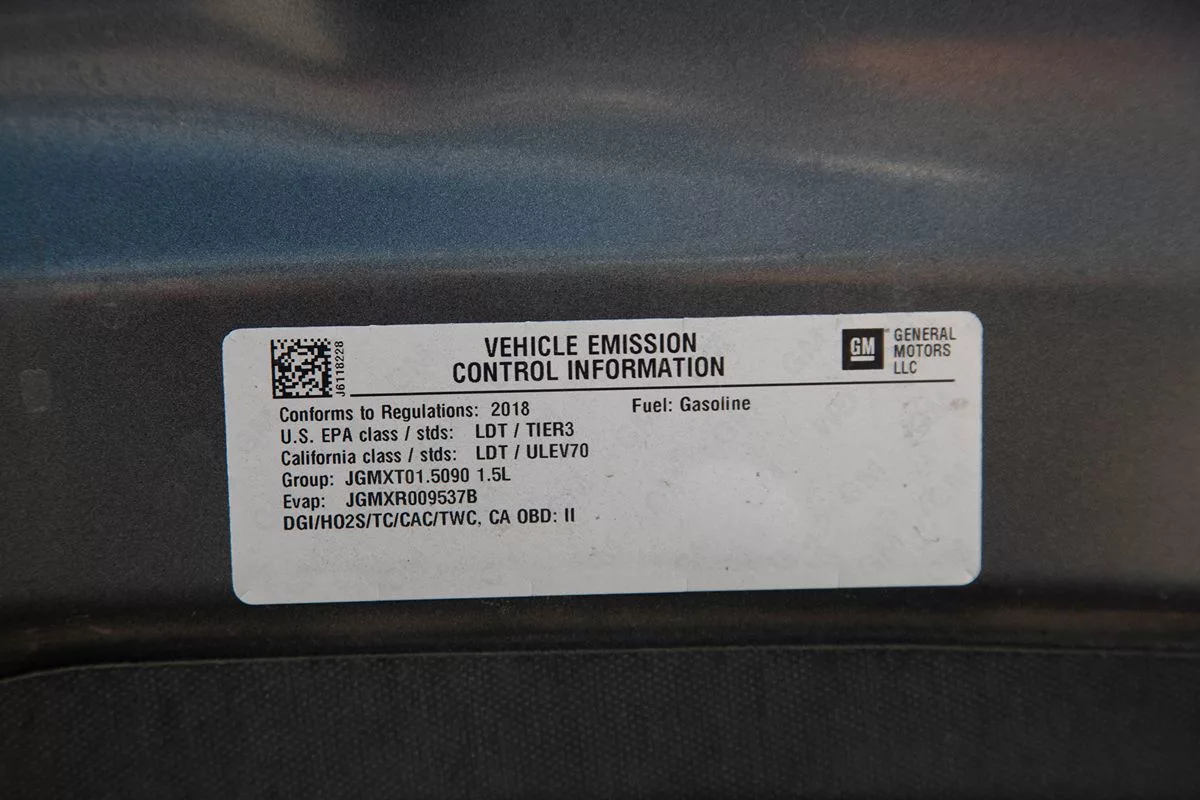 J6118228
VEHICLE EMISSION
CONTROL INFORMATION
GM
GENERAL
MOTORS
LLC
Conforms to Regulations: 2018
Fuel: Gasoline
U.S. EPA class / stds: LDT / TIER3
California class / stds: LDT / ULEV70
Group: JGMXT01.5090 1.5L
Evap: JGMXR009537B
DGI/HO2S/TC/CAC/TWC, CA OBD: II